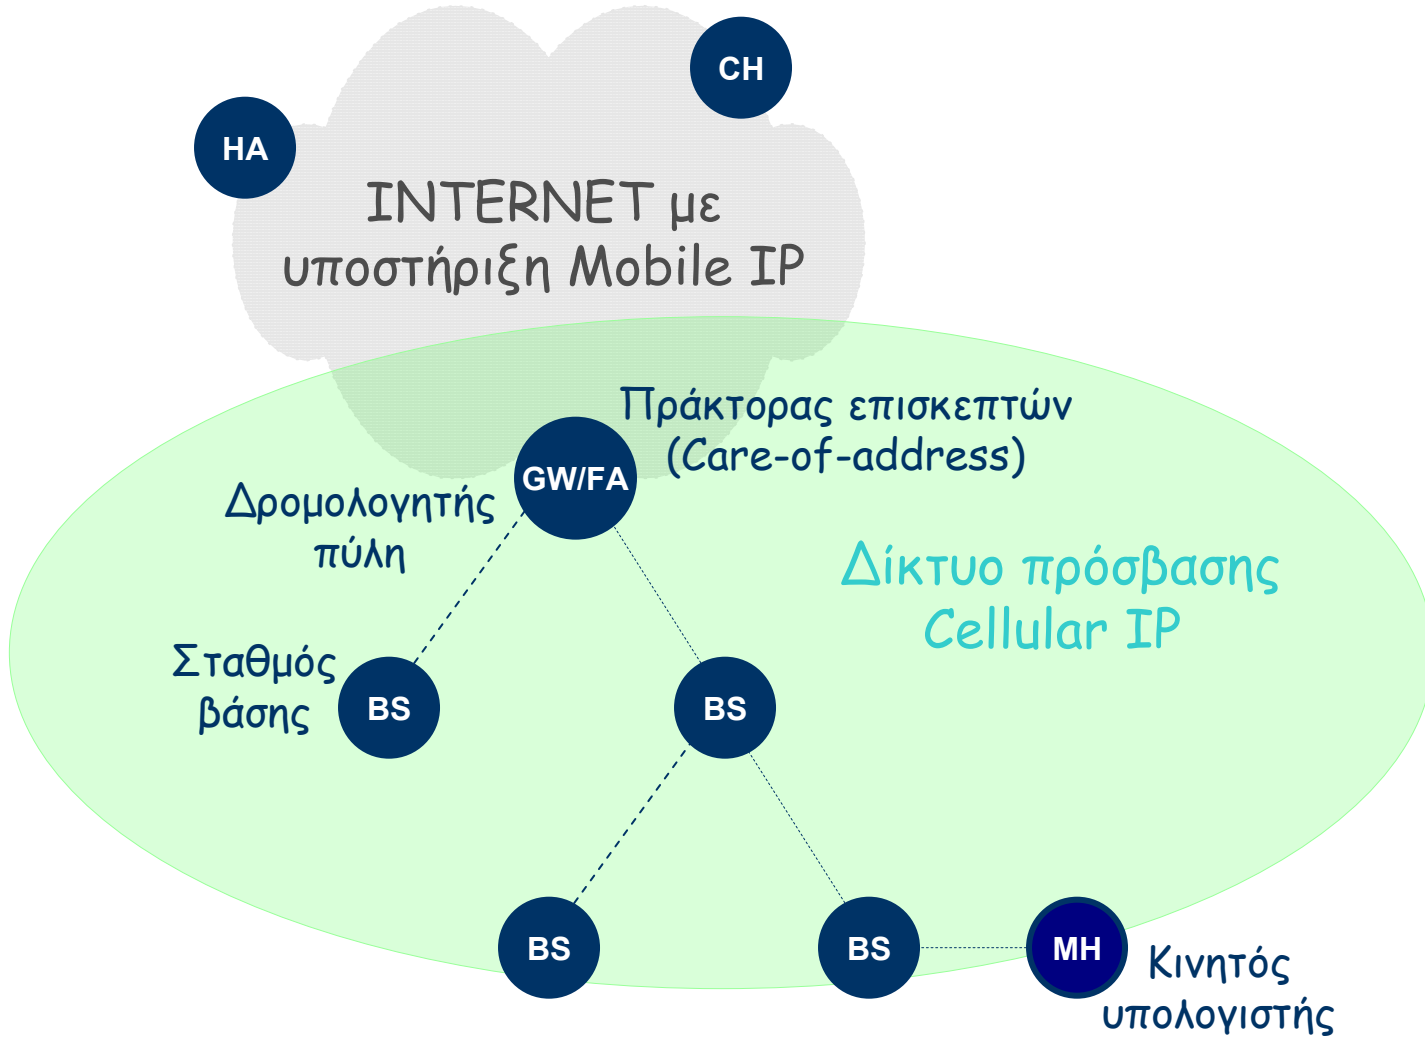 CH
HA
INTERNET με
υποστήριξη Mobile IP
Πράκτορας επισκεπτών
(Care-of-address)
GW/FA
Δρομολογητής
πύλη
Δίκτυο πρόσβασης
Cellular IP
Σταθμός
βάσης
BS
BS
BS
BS
MH
Κινητός
υπολογιστής